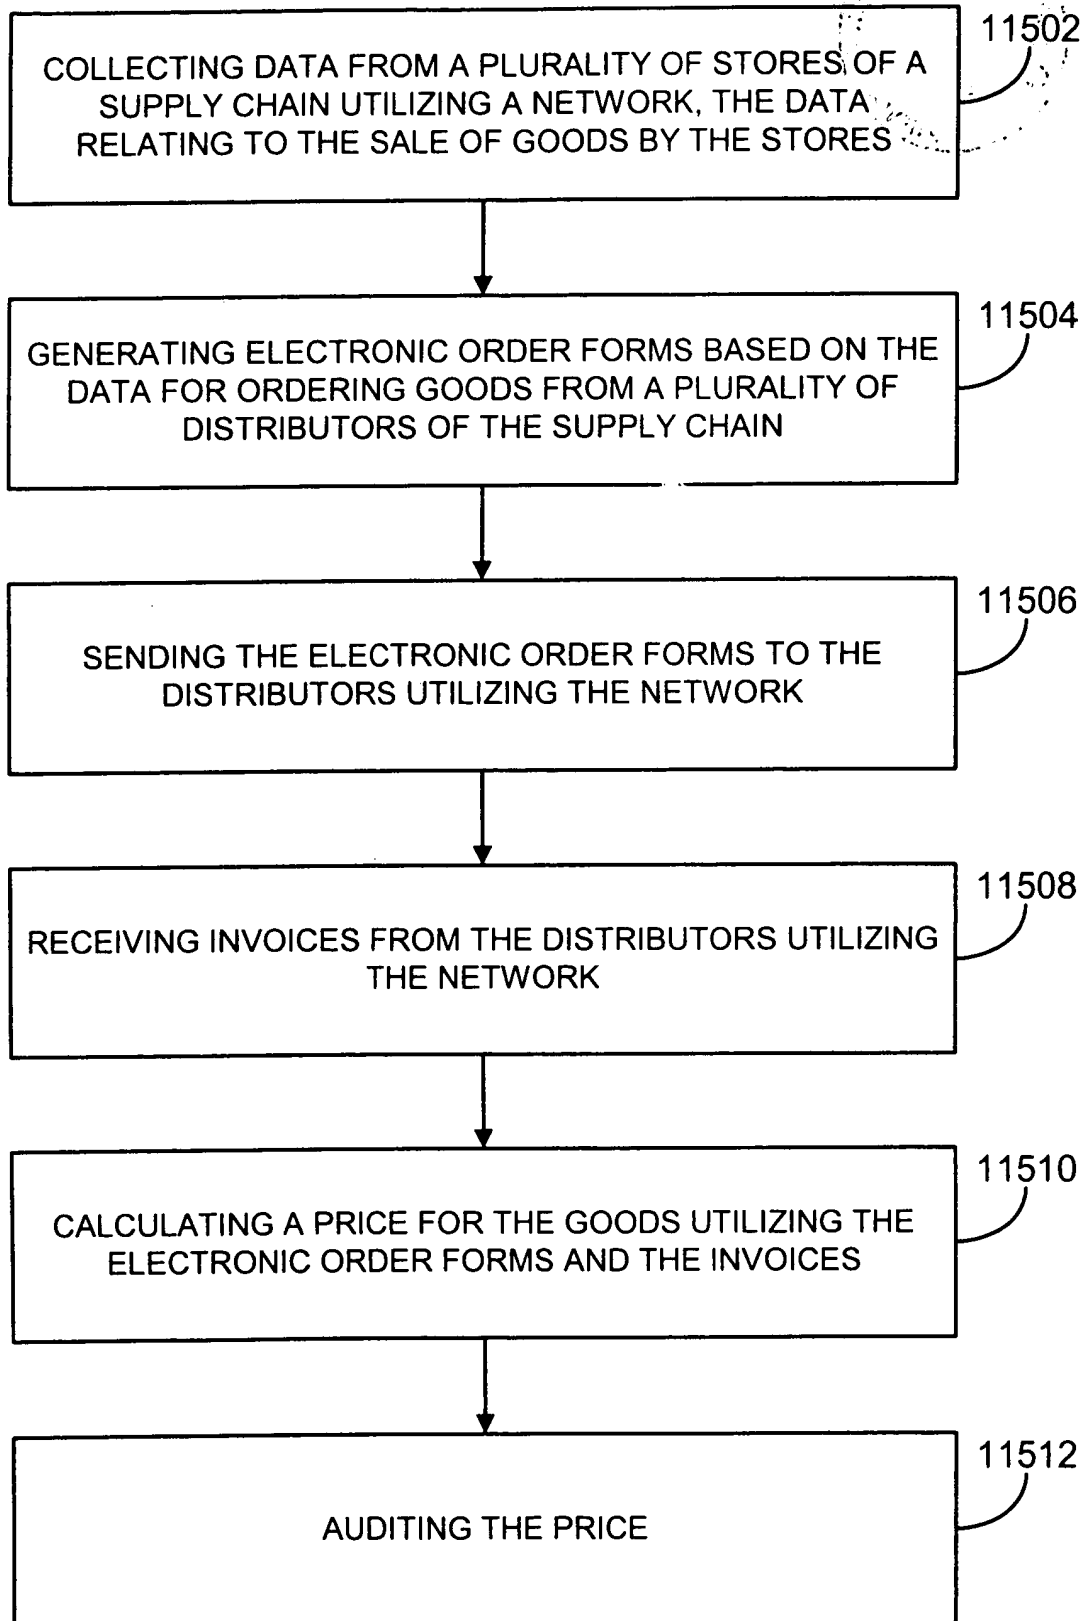 11502
COLLECTING DATA FROM A PLURALITY OF STORES OF A
SUPPLY CHAIN UTILIZING A NETWORK, THE DATA
RELATING TO THE SALE OF GOODS BY THE STORES
11504
GENERATING ELECTRONIC ORDER FORMS BASED ON THE
DATA FOR ORDERING GOODS FROM A PLURALITY OF
DISTRIBUTORS OF THE SUPPLY CHAIN
11506
SENDING THE ELECTRONIC ORDER FORMS TO THE
DISTRIBUTORS UTILIZING THE NETWORK
11508
RECEIVING INVOICES FROM THE DISTRIBUTORS UTILIZING
THE NETWORK
11510
CALCULATING A PRICE FOR THE GOODS UTILIZING THE
ELECTRONIC ORDER FORMS AND THE INVOICES
11512
AUDITING THE PRICE